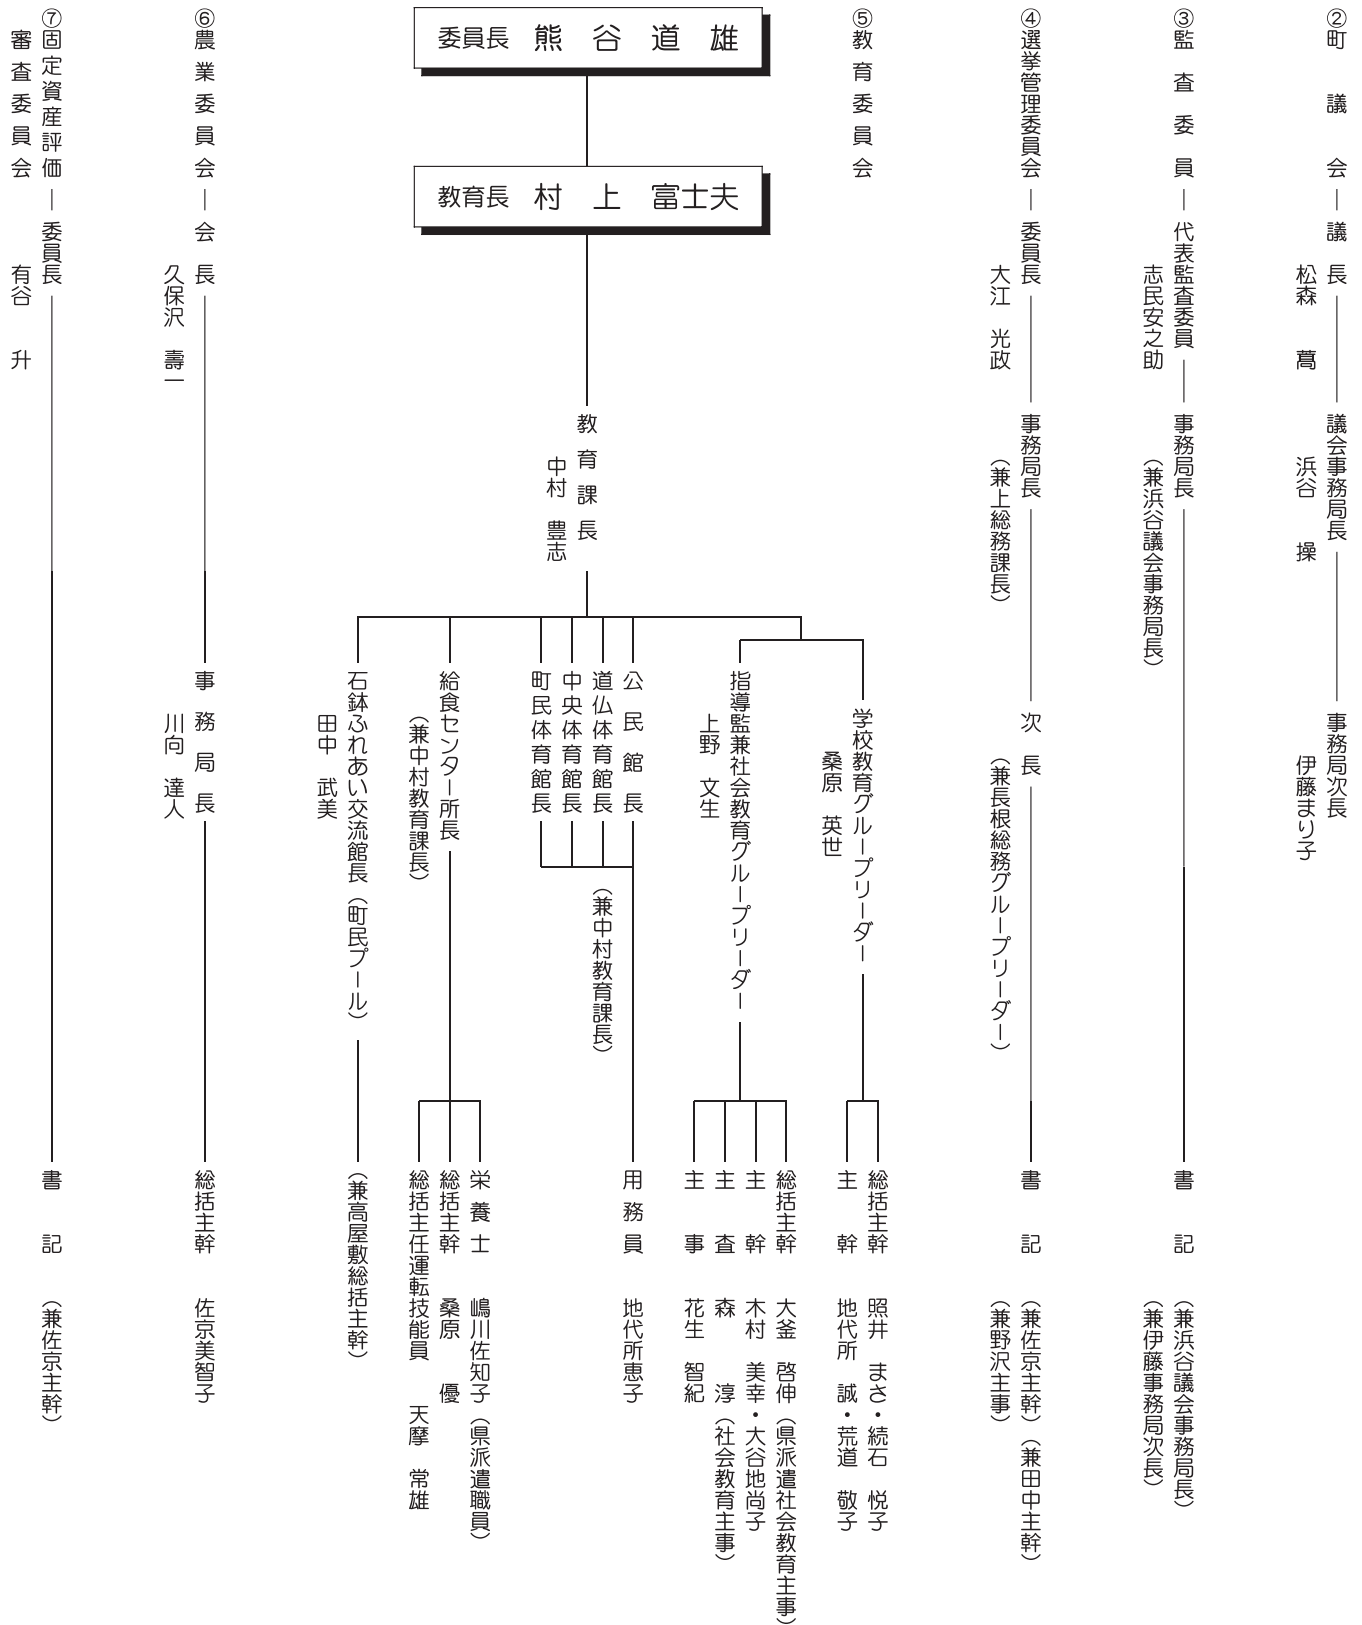 ②町議会―議長―議会事務局長―事務局次長
松森 蔦 浜谷 操 伊藤まり子
③監査委員―代表監査委員―事務局長―書記(兼浜谷議会事務局長)
志民安之助 (兼浜谷議会事務局長) (兼伊藤事務局次長)
④選挙管理委員会―委員長―事務局長―次長―書記(兼佐京主幹)(兼田中主幹)
大江 光政 (兼上総務課長) (兼長根総務グループリーダー) (兼野沢主事)
⑤教育委員会
委員長 熊谷道雄
教育長 村上 富士夫
教育課長
中村 豊志
学校教育グループリーダー
桑原 英世
総括主幹 照井 まさ・続石 悦子
主幹 地代所 誠・荒道 敬子
指導監兼社会教育グループリーダー
上野 文生
総括主幹 大釜 啓伸(県派遣社会教育主事)
主幹 木村 美幸・大谷地尚子
主査 森 淳(社会教育主事)
主事 花生 智紀
公民館長
道仏体育館長
中央体育館長
町民体育館長
(兼中村教育課長)
用務員 地代所恵子
給食センター所長
(兼中村教育課長)
栄養士 嶋川佐知子(県派遣職員)
総括主幹 桑原 優
総括主任運転技能員 天摩 常雄
石鉢ふれあい交流館長(町民プール)
田中 武美
(兼高屋敷総括主幹)
⑥農業委員会―会長―事務局長―総括主幹 佐京美智子
久保沢 壽一 川向 達人
⑦固定資産評価―委員長―書記(兼佐京主幹)
審査委員会 有谷 升